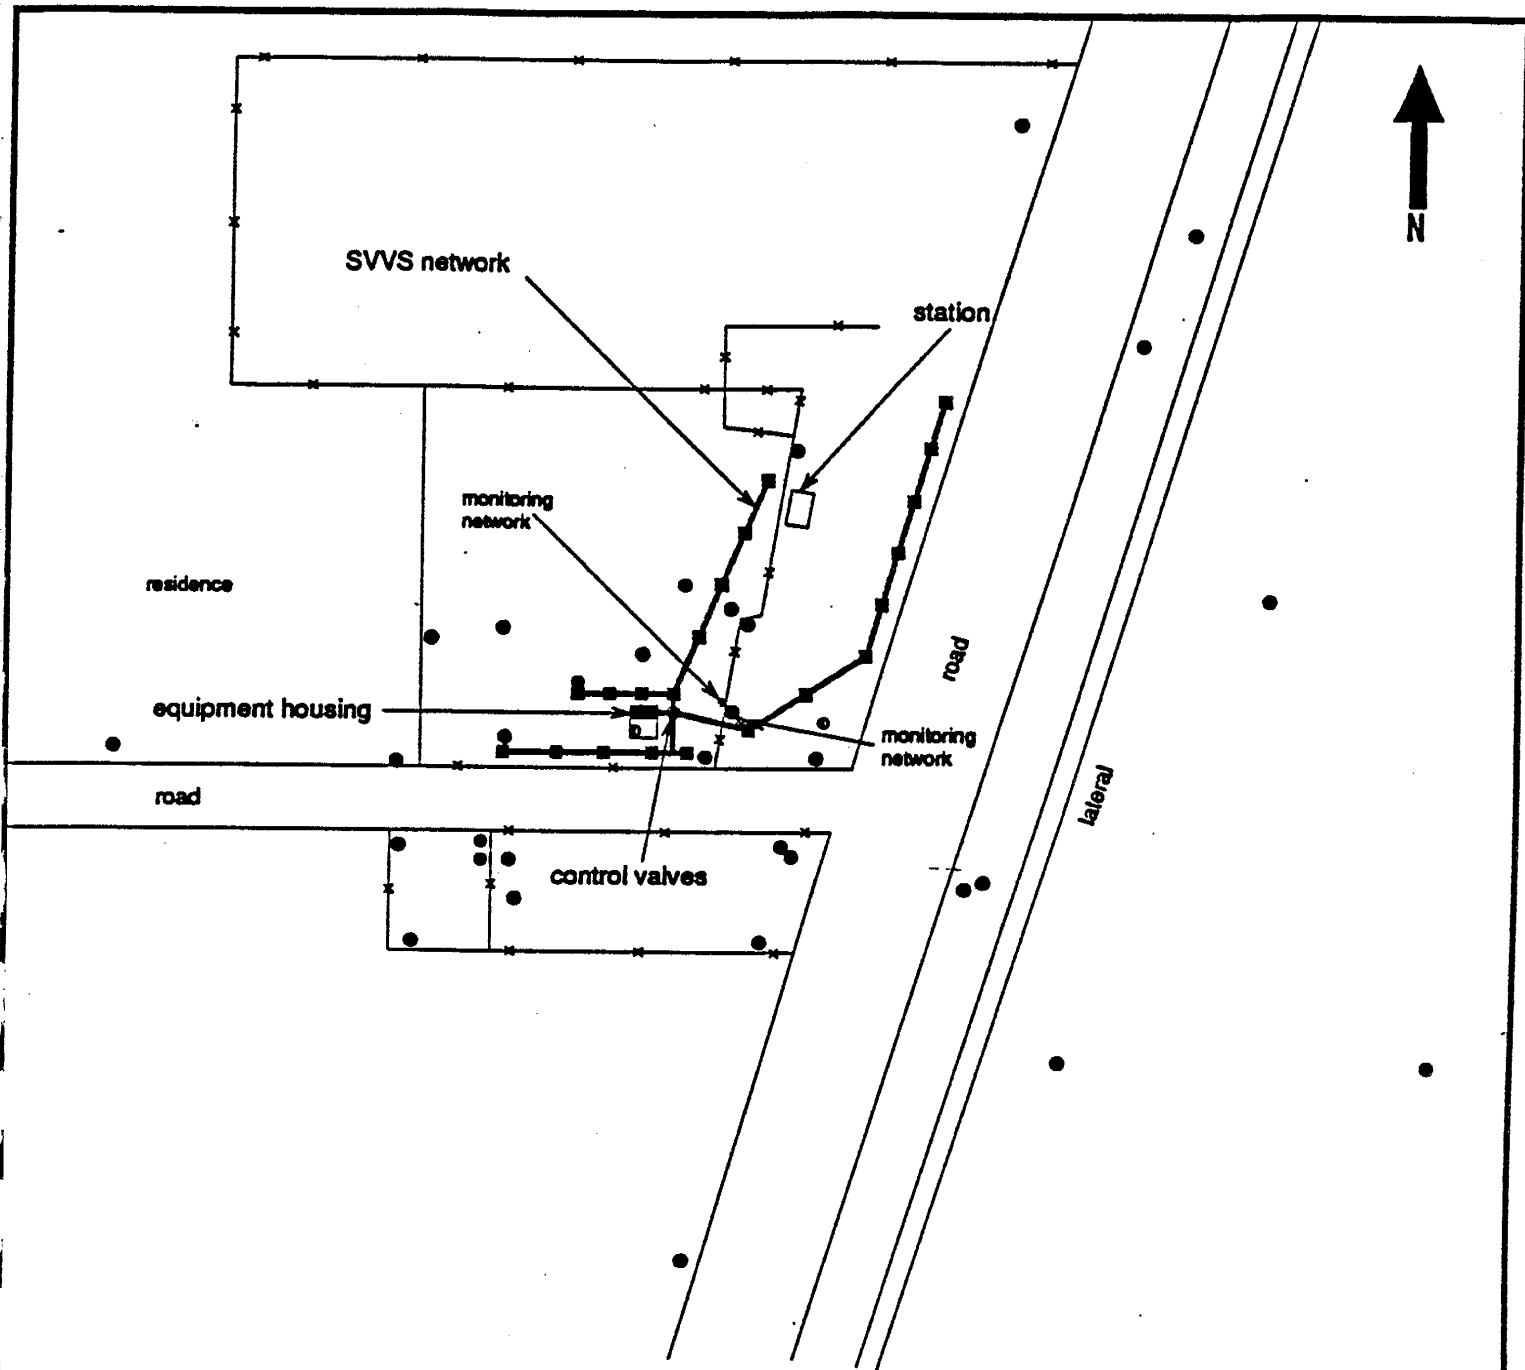 N
SVVS network
station
monitoring
network
residence
road
equipment housing
monitoring
network
road
lateral
control valves